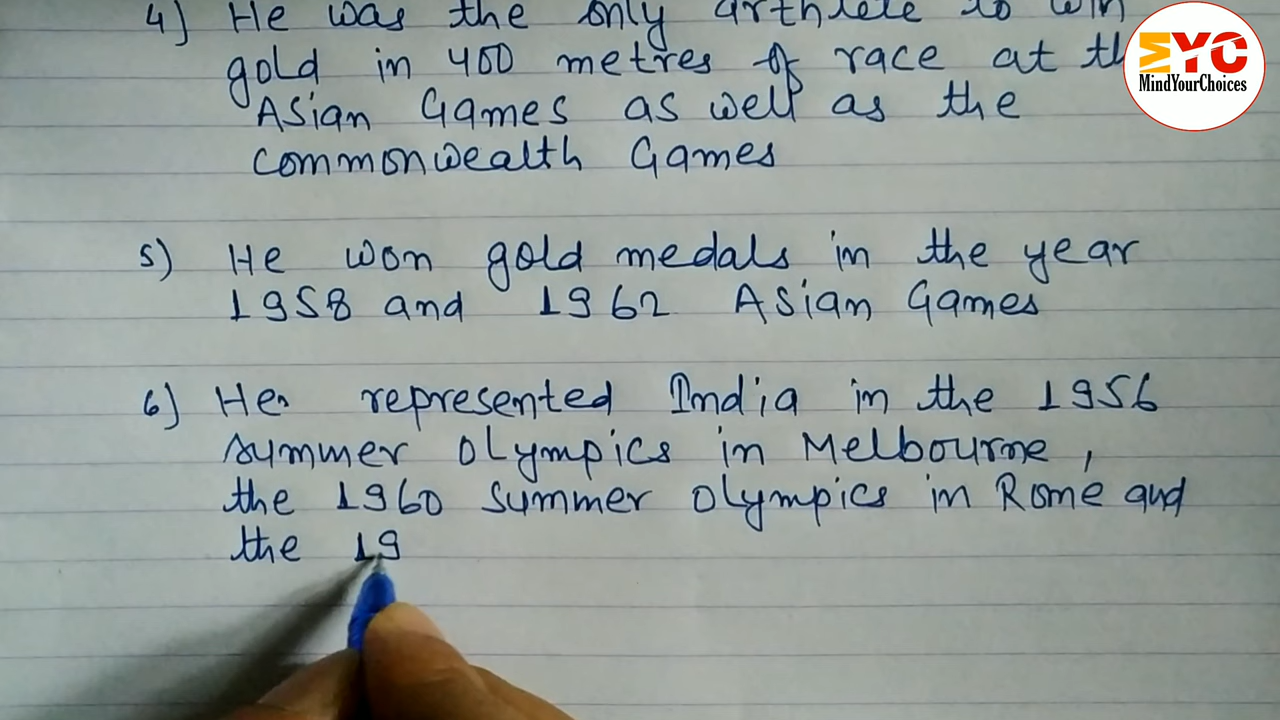 4) He was the only arthlete to win
gold in 400 metres of race at th
Asian Games as well as the
Commonwealth Games
5) He won gold medals in the year
1958 and 1962 Asian Games
6) He represented India in the 1956
summer olympics in Melbourne,
the 1960 summer olympics in Rome and
the 19
MYC
MindYourChoices